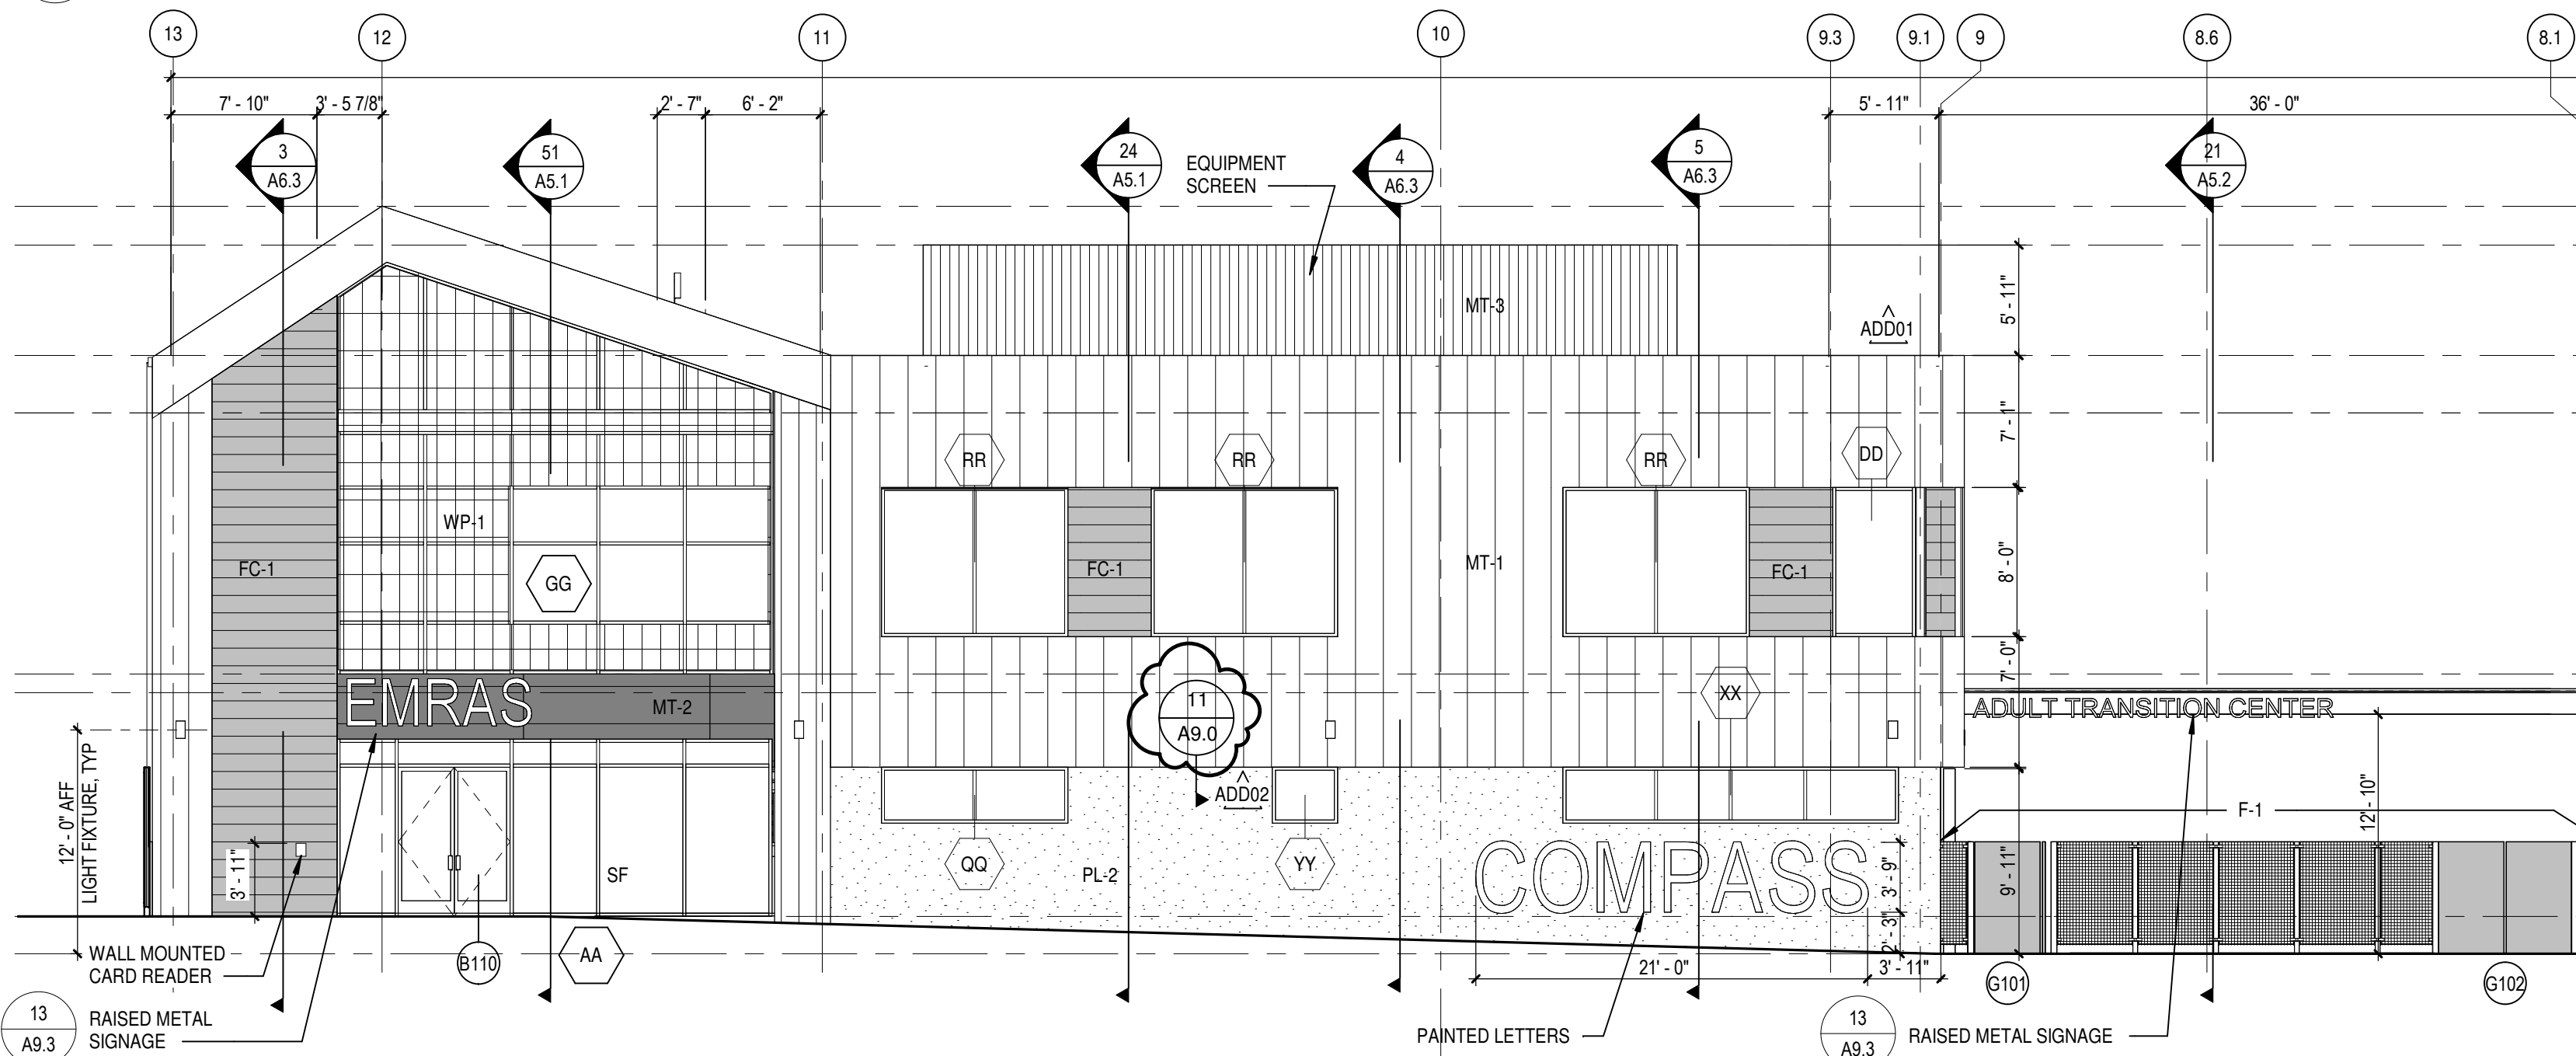 13
12
11
10
9.3
9.1
9
8.6
8.1
7' - 10"
3' - 5 7/8"
2' - 7"
6' - 2"
5' - 11"
36' - 0"
3
A6.3
51
A5.1
24
A5.1
EQUIPMENT
SCREEN
4
A6.3
5
A6.3
21
A5.2
MT-3
ADD01
5' - 11"
7' - 1"
RR
RR
RR
DD
WP-1
FC-1
GG
FC-1
MT-1
FC-1
8' - 0"
EMRAS
MT-2
11
A9.0
XX
7' - 0"
ADULT TRANSITION CENTER
ADD02
12' - 0" AFF
LIGHT FIXTURE, TYP
3' - 11"
SF
QQ
PL-2
YY
COMPASS
3' - 9"
2' - 3"
9' - 11"
F-1
12' - 10"
WALL MOUNTED
CARD READER
B110
AA
21' - 0"
3' - 11"
G101
G102
13
A9.3
RAISED METAL
SIGNAGE
PAINTED LETTERS
13
A9.3
RAISED METAL SIGNAGE